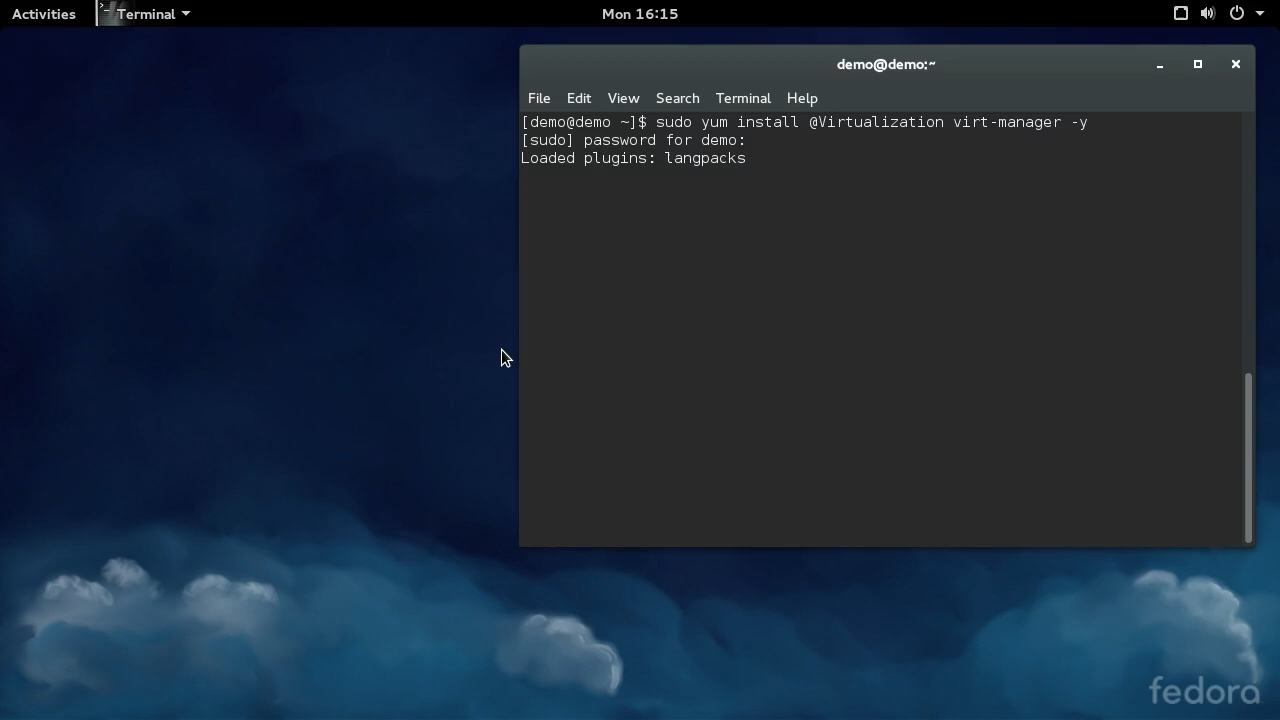 Activities Terminal Mon 16:15
demo@demo:~
File Edit View Search Terminal Help
[demo@demo ~]$ sudo yum install @Virtualization virt-manager -y
[sudo] password for demo:
Loaded plugins: langpacks
fedora